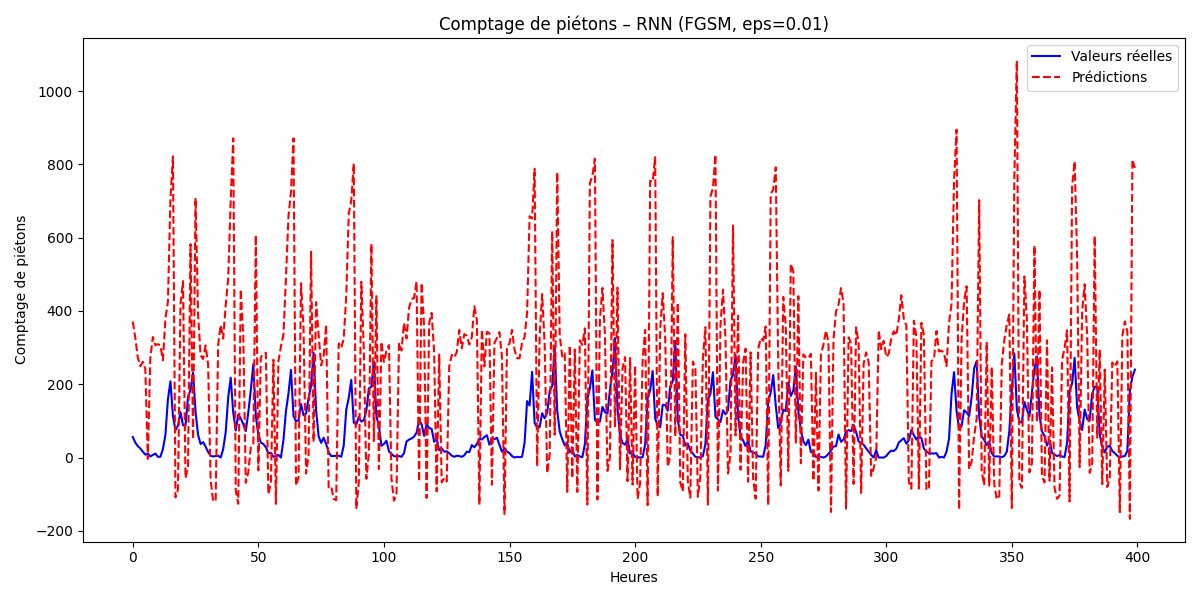 Comptage de piétons – RNN (FGSM, eps=0.01)
Valeurs réelles
Prédictions
Comptage de piétons
1000
800
600
400
200
0
−200
0 50 100 150 200 250 300 350 400
Heures